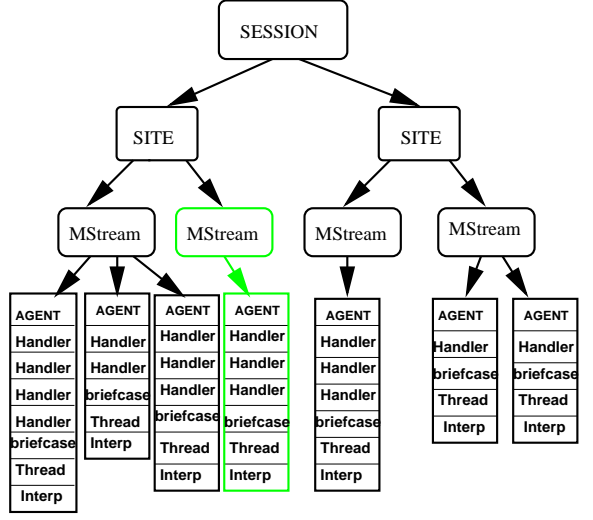 SESSION
SITE
SITE
MStream
MStream
MStream
MStream
AGENT
Handler
Handler
Handler
Handler
briefcase
Thread
Interp
AGENT
Handler
Handler
briefcase
Thread
Interp
AGENT
Handler
Handler
Handler
briefcase
Thread
Interp
AGENT
Handler
Handler
Handler
briefcase
Thread
Interp
AGENT
Handler
Handler
Handler
briefcase
Thread
Interp
AGENT
Handler
briefcase
Thread
Interp
AGENT
Handler
briefcase
Thread
Interp